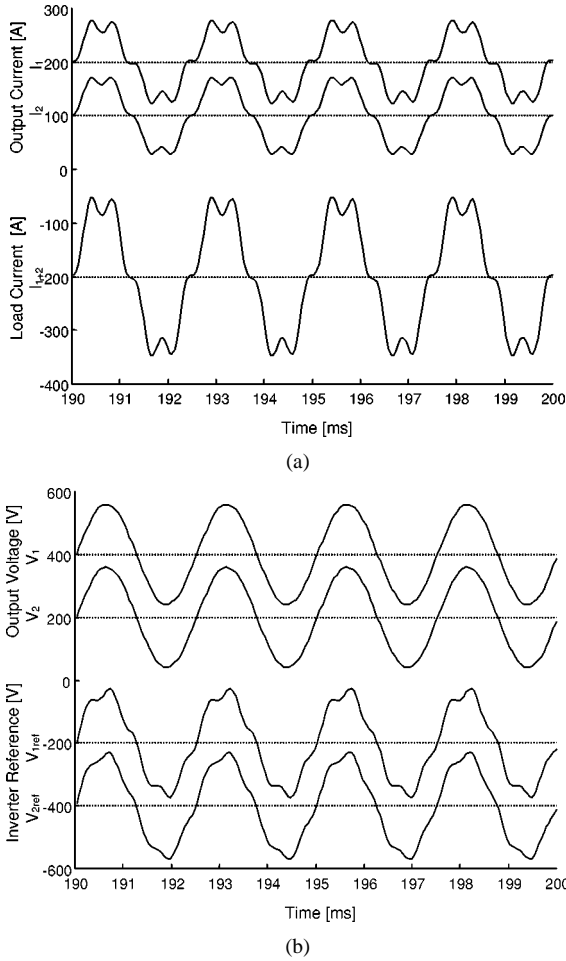 Output Current [A]
I₁
I₂
300
200
100
0
Load Current [A]
I₁₊₂
-100
-200
-300
-400
190 191 192 193 194 195 196 197 198 199 200
Time [ms]
(a)
Output Voltage [V]
V₁
V₂
600
400
200
0
Inverter Reference [V]
V₁ref
V₂ref
-200
-400
-600
190 191 192 193 194 195 196 197 198 199 200
Time [ms]
(b)